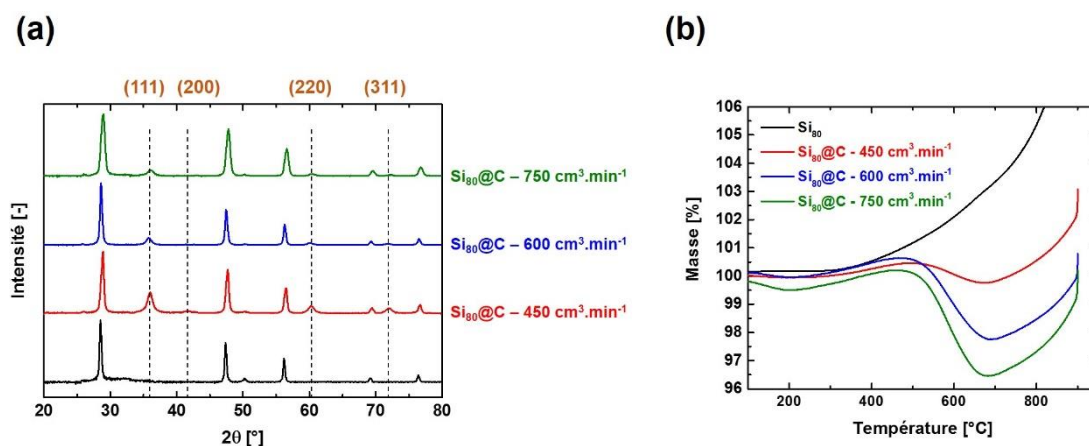 (a)
(111) (200) (220) (311)
Intensité [-]
Si₈₀@C – 750 cm³.min⁻¹
Si₈₀@C – 600 cm³.min⁻¹
Si₈₀@C – 450 cm³.min⁻¹
20 30 40 50 60 70 80
2θ [°]
(b)
Masse [%]
106
105
104
103
102
101
100
99
98
97
96
Si₈₀
Si₈₀@C - 450 cm³.min⁻¹
Si₈₀@C - 600 cm³.min⁻¹
Si₈₀@C - 750 cm³.min⁻¹
200 400 600 800
Température [°C]